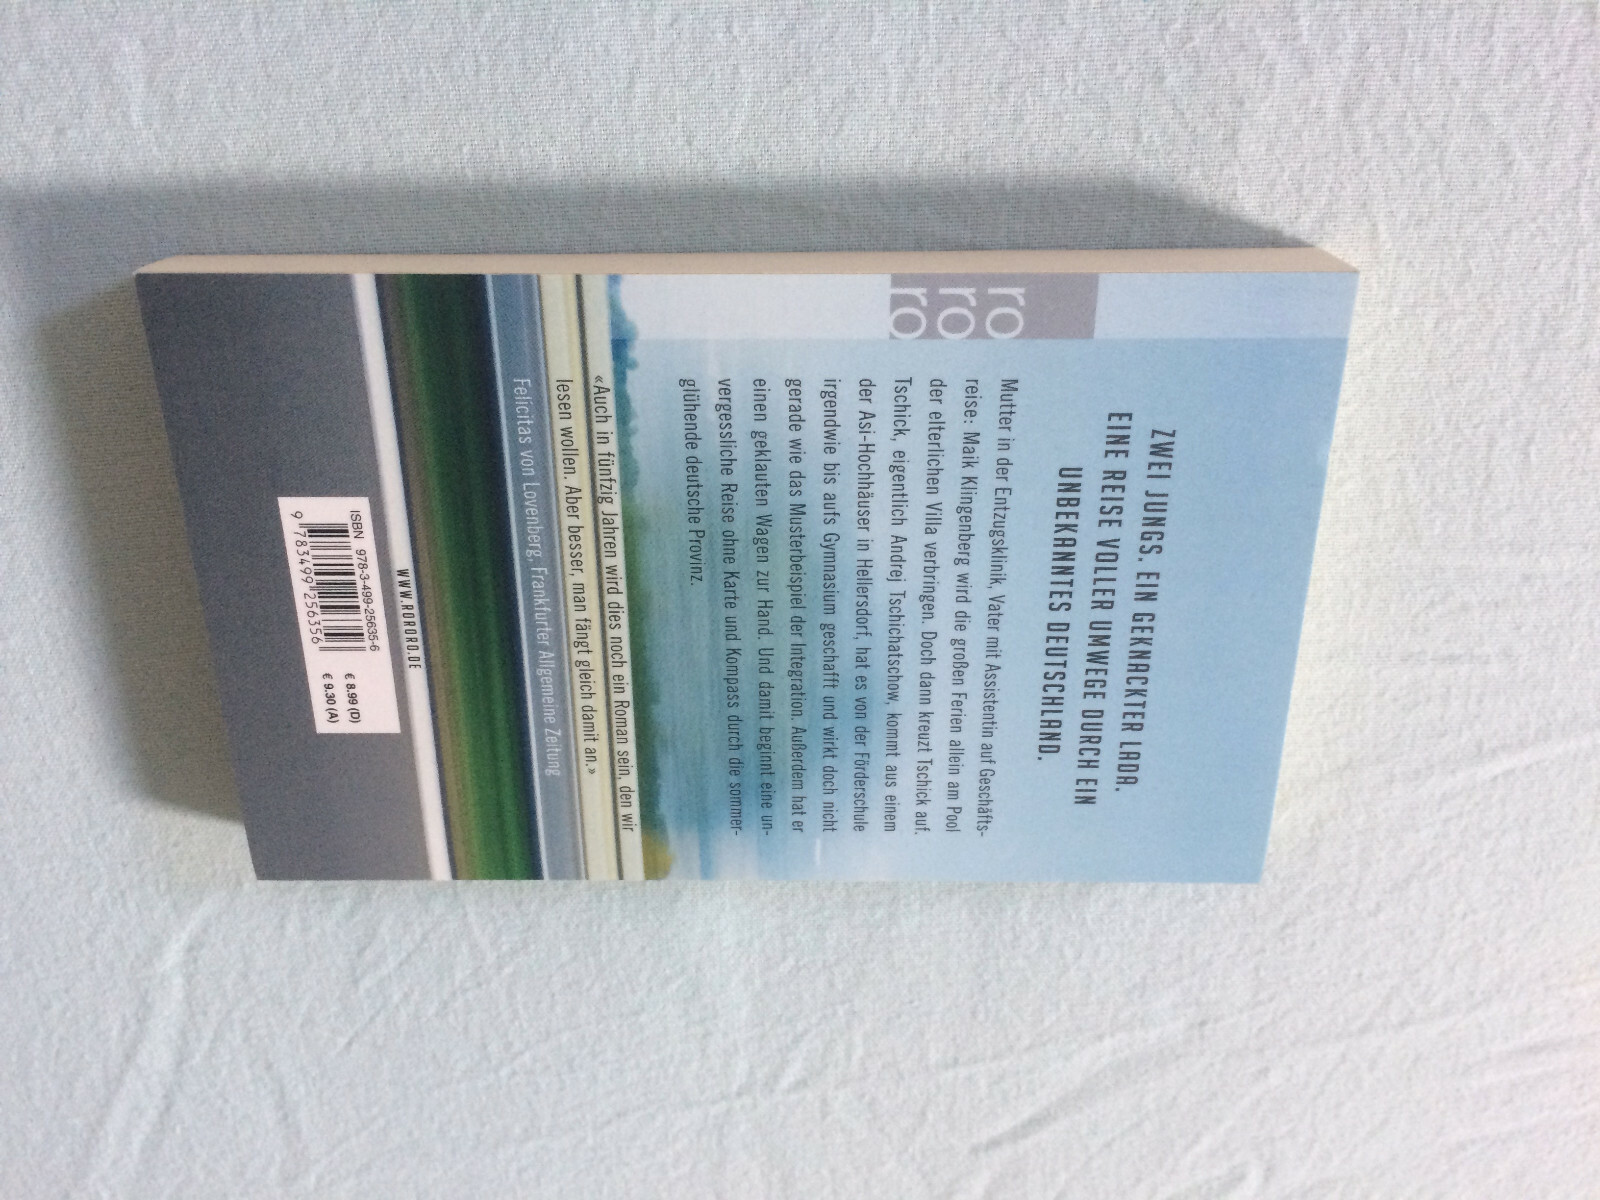 ro
ro
ro
ZWEI JUNGS. EIN GEKNACKTER LADA.
EINE REISE VOLLER UMWEGE DURCH EIN
UNBEKANNTES DEUTSCHLAND.
Mutter in der Entzugsklinik, Vater mit Assistentin auf Geschäfts-
reise: Maik Klingenberg wird die großen Ferien allein am Pool
der elterlichen Villa verbringen. Doch dann kreuzt Tschick auf.
Tschick, eigentlich Andrej Tschichatschow, kommt aus einem
der Asi-Hochhäuser in Hellersdorf, hat es von der Förderschule
irgendwie bis aufs Gymnasium geschafft und wirkt doch nicht
gerade wie das Musterbeispiel der Integration. Außerdem hat er
einen geklauten Wagen zur Hand. Und damit beginnt eine un-
vergessliche Reise ohne Karte und Kompass durch die sommer-
glühende deutsche Provinz.
«Auch in fünfzig Jahren wird dies noch ein Roman sein, den wir
lesen wollen. Aber besser, man fängt gleich damit an.»
Felicitas von Lovenberg, Frankfurter Allgemeine Zeitung
WWW.RORORO.DE
ISBN 978-3-499-25635-6
9 783499 256356
€ 8.99 (D)
€ 9.30 (A)